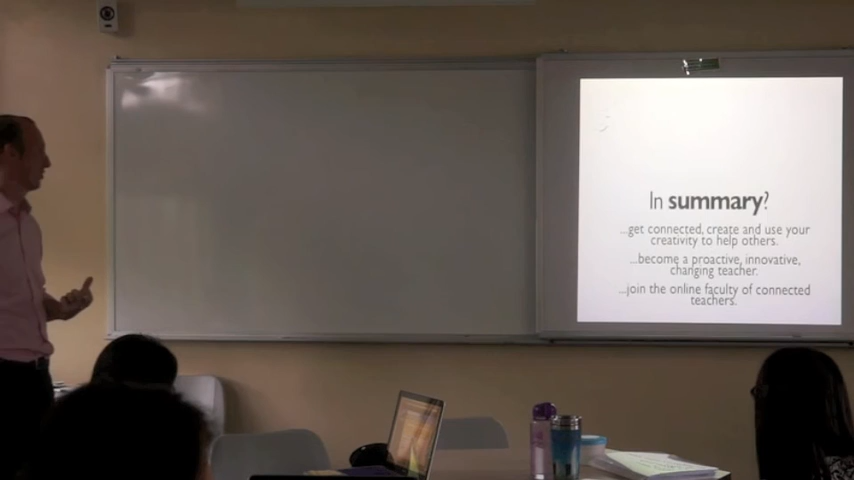 In summary?
...get connected, create and use your
creativity to help others.
...become a proactive, innovative,
changing teacher.
...join the online faculty of connected
teachers.